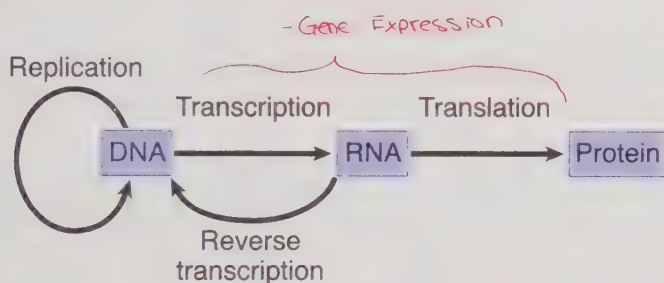 - Gene Expression
Replication
Transcription
Translation
DNA
RNA
Protein
Reverse
transcription